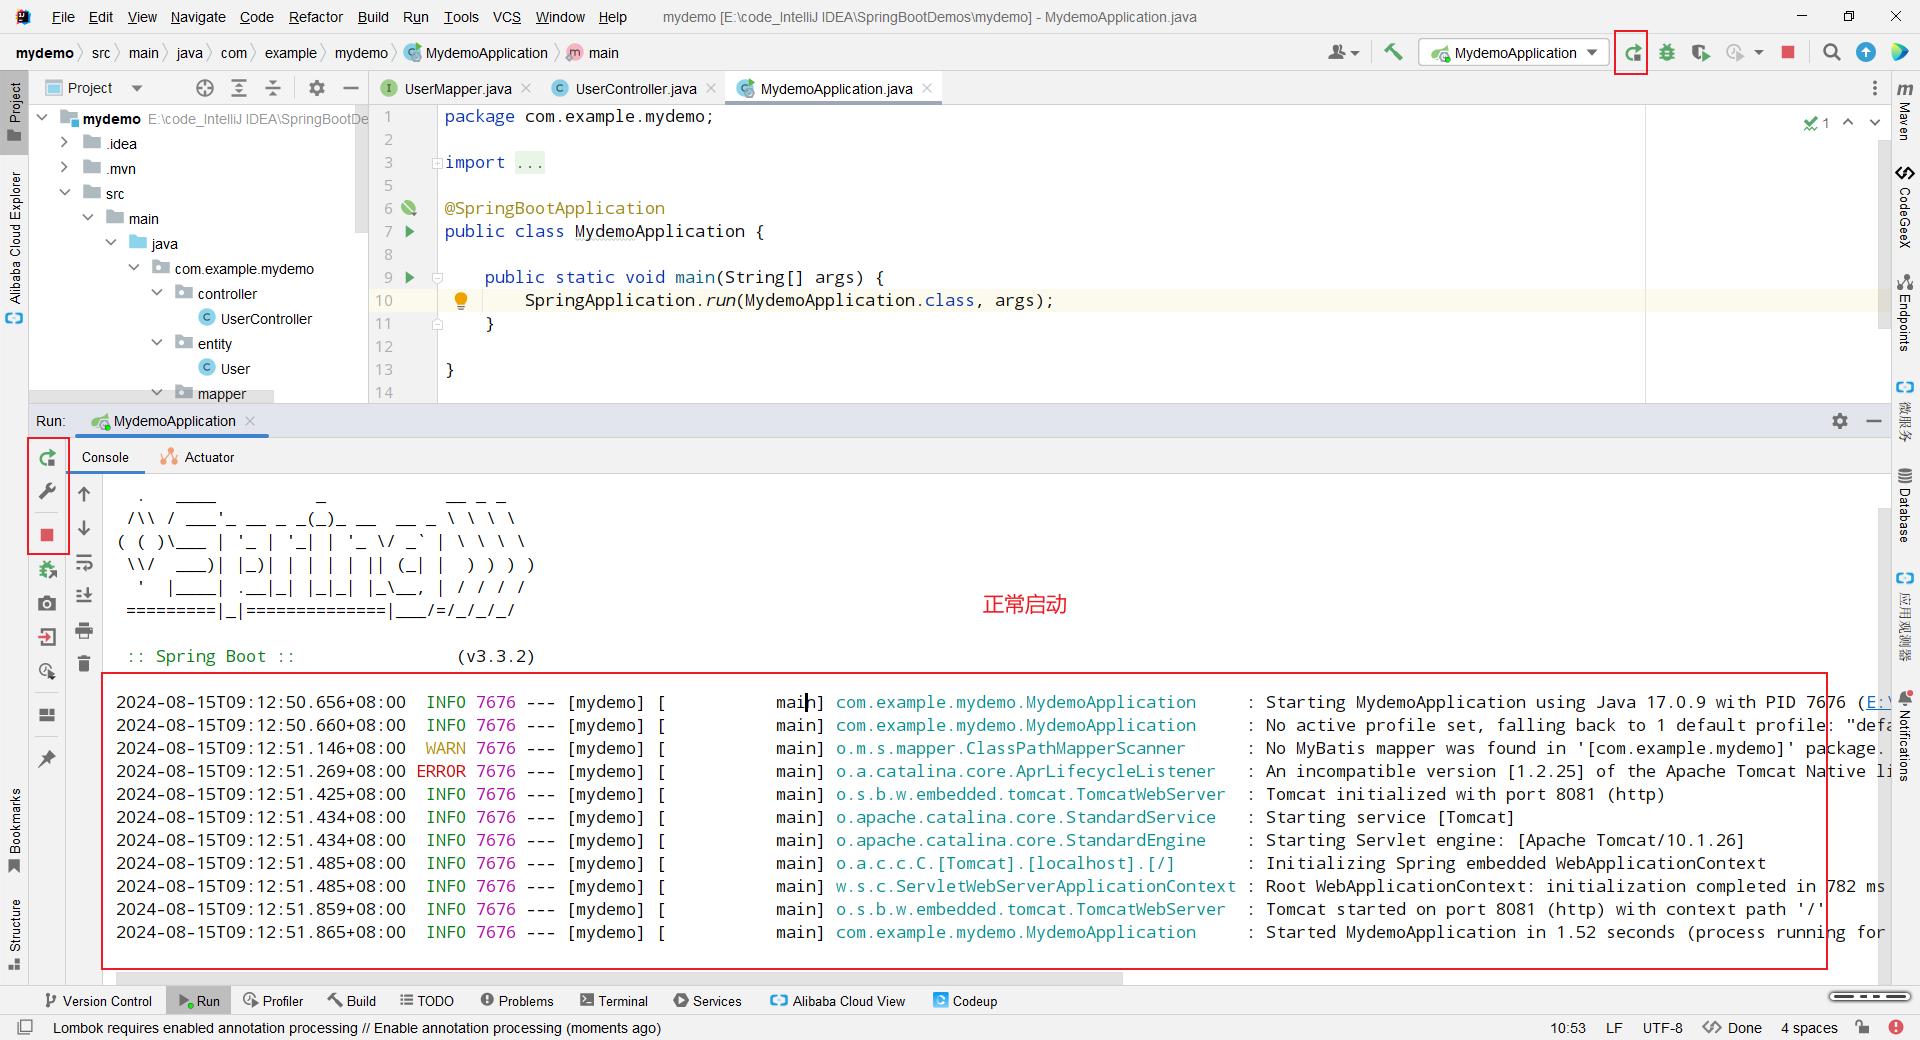 File Edit View Navigate Code Refactor Build Run Tools VCS Window Help mydemo [E:\code_IntelliJ IDEA\SpringBootDemos\mydemo] - MydemoApplication.java
mydemo src main java com example mydemo MydemoApplication main
MydemoApplication
Project
UserMapper.java UserController.java MydemoApplication.java
mydemo E:\code_IntelliJ IDEA\SpringBootDe
.idea
.mvn
src
main
java
com.example.mydemo
controller
UserController
entity
User
mapper
1 package com.example.mydemo;
2
3 import ...
5
6 @SpringBootApplication
7 public class MydemoApplication {
8
9 public static void main(String[] args) {
10 SpringApplication.run(MydemoApplication.class, args);
11 }
12
13 }
14
1
Project
Alibaba Cloud Explorer
Bookmarks
Structure
Maven
CodeGeeX
Endpoints
微服务
Database
应用观测器
Notifications
Run: MydemoApplication
Console Actuator
  .   ____          _            __ _ _
 /\\ / ___'_ __ _ _(_)_ __  __ _ \ \ \ \
( ( )\___ | '_ | '_| | '_ \/ _` | \ \ \ \
 \\/  ___)| |_)| | | | | || (_| |  ) ) ) )
  '  |____| .__|_| |_|_| |_\__, | / / / /
 =========|_|==============|___/=/_/_/_/
正常启动
:: Spring Boot :: (v3.3.2)
2024-08-15T09:12:50.656+08:00 INFO 7676 --- [mydemo] [ main] com.example.mydemo.MydemoApplication : Starting MydemoApplication using Java 17.0.9 with PID 7676 (E:\
2024-08-15T09:12:50.660+08:00 INFO 7676 --- [mydemo] [ main] com.example.mydemo.MydemoApplication : No active profile set, falling back to 1 default profile: "defa
2024-08-15T09:12:51.146+08:00 WARN 7676 --- [mydemo] [ main] o.m.s.mapper.ClassPathMapperScanner : No MyBatis mapper was found in '[com.example.mydemo]' package.
2024-08-15T09:12:51.269+08:00 ERROR 7676 --- [mydemo] [ main] o.a.catalina.core.AprLifecycleListener : An incompatible version [1.2.25] of the Apache Tomcat Native li
2024-08-15T09:12:51.425+08:00 INFO 7676 --- [mydemo] [ main] o.s.b.w.embedded.tomcat.TomcatWebServer : Tomcat initialized with port 8081 (http)
2024-08-15T09:12:51.434+08:00 INFO 7676 --- [mydemo] [ main] o.apache.catalina.core.StandardService : Starting service [Tomcat]
2024-08-15T09:12:51.434+08:00 INFO 7676 --- [mydemo] [ main] o.apache.catalina.core.StandardEngine : Starting Servlet engine: [Apache Tomcat/10.1.26]
2024-08-15T09:12:51.485+08:00 INFO 7676 --- [mydemo] [ main] o.a.c.c.C.[Tomcat].[localhost].[/] : Initializing Spring embedded WebApplicationContext
2024-08-15T09:12:51.485+08:00 INFO 7676 --- [mydemo] [ main] w.s.c.ServletWebServerApplicationContext : Root WebApplicationContext: initialization completed in 782 ms
2024-08-15T09:12:51.859+08:00 INFO 7676 --- [mydemo] [ main] o.s.b.w.embedded.tomcat.TomcatWebServer : Tomcat started on port 8081 (http) with context path '/'
2024-08-15T09:12:51.865+08:00 INFO 7676 --- [mydemo] [ main] com.example.mydemo.MydemoApplication : Started MydemoApplication in 1.52 seconds (process running for
Version Control Run Profiler Build TODO Problems Terminal Services Alibaba Cloud View Codeup
Lombok requires enabled annotation processing // Enable annotation processing (moments ago) 10:53 LF UTF-8 Done 4 spaces